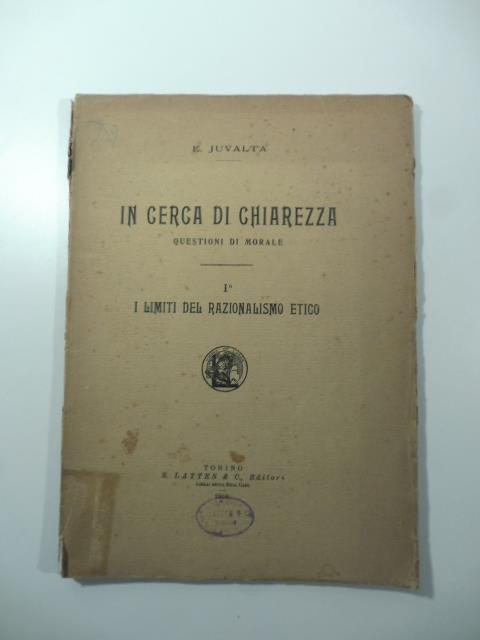 E. JUVALTA
IN CERCA DI CHIAREZZA
QUESTIONI DI MORALE
I°
I LIMITI DEL RAZIONALISMO ETICO
TORINO
S. LATTES & C., Editori